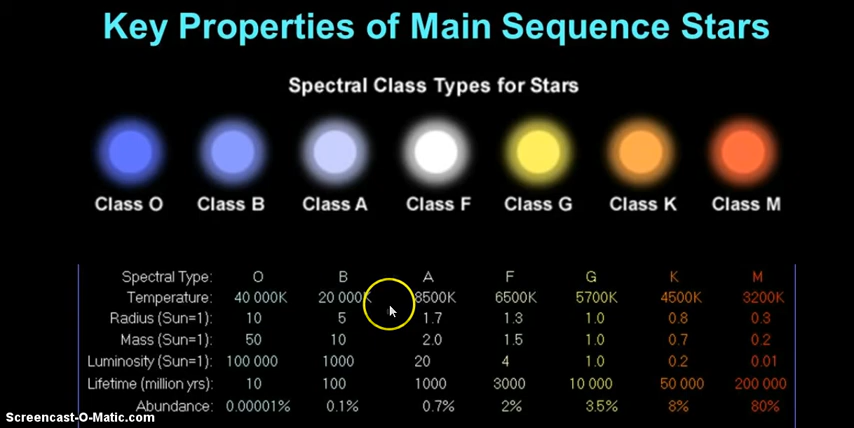 Key Properties of Main Sequence Stars
Spectral Class Types for Stars
Class O Class B Class A Class F Class G Class K Class M
Spectral Type: O B A F G K M
Temperature: 40 000K 20 000K 8500K 6500K 5700K 4500K 3200K
Radius (Sun=1): 10 5 1.7 1.3 1.0 0.8 0.3
Mass (Sun=1): 50 10 2.0 1.5 1.0 0.7 0.2
Luminosity (Sun=1): 100 000 1000 20 4 1.0 0.2 0.01
Lifetime (million yrs): 10 100 1000 3000 10 000 50 000 200 000
Abundance: 0.00001% 0.1% 0.7% 2% 3.5% 8% 80%
Screencast-O-Matic.com